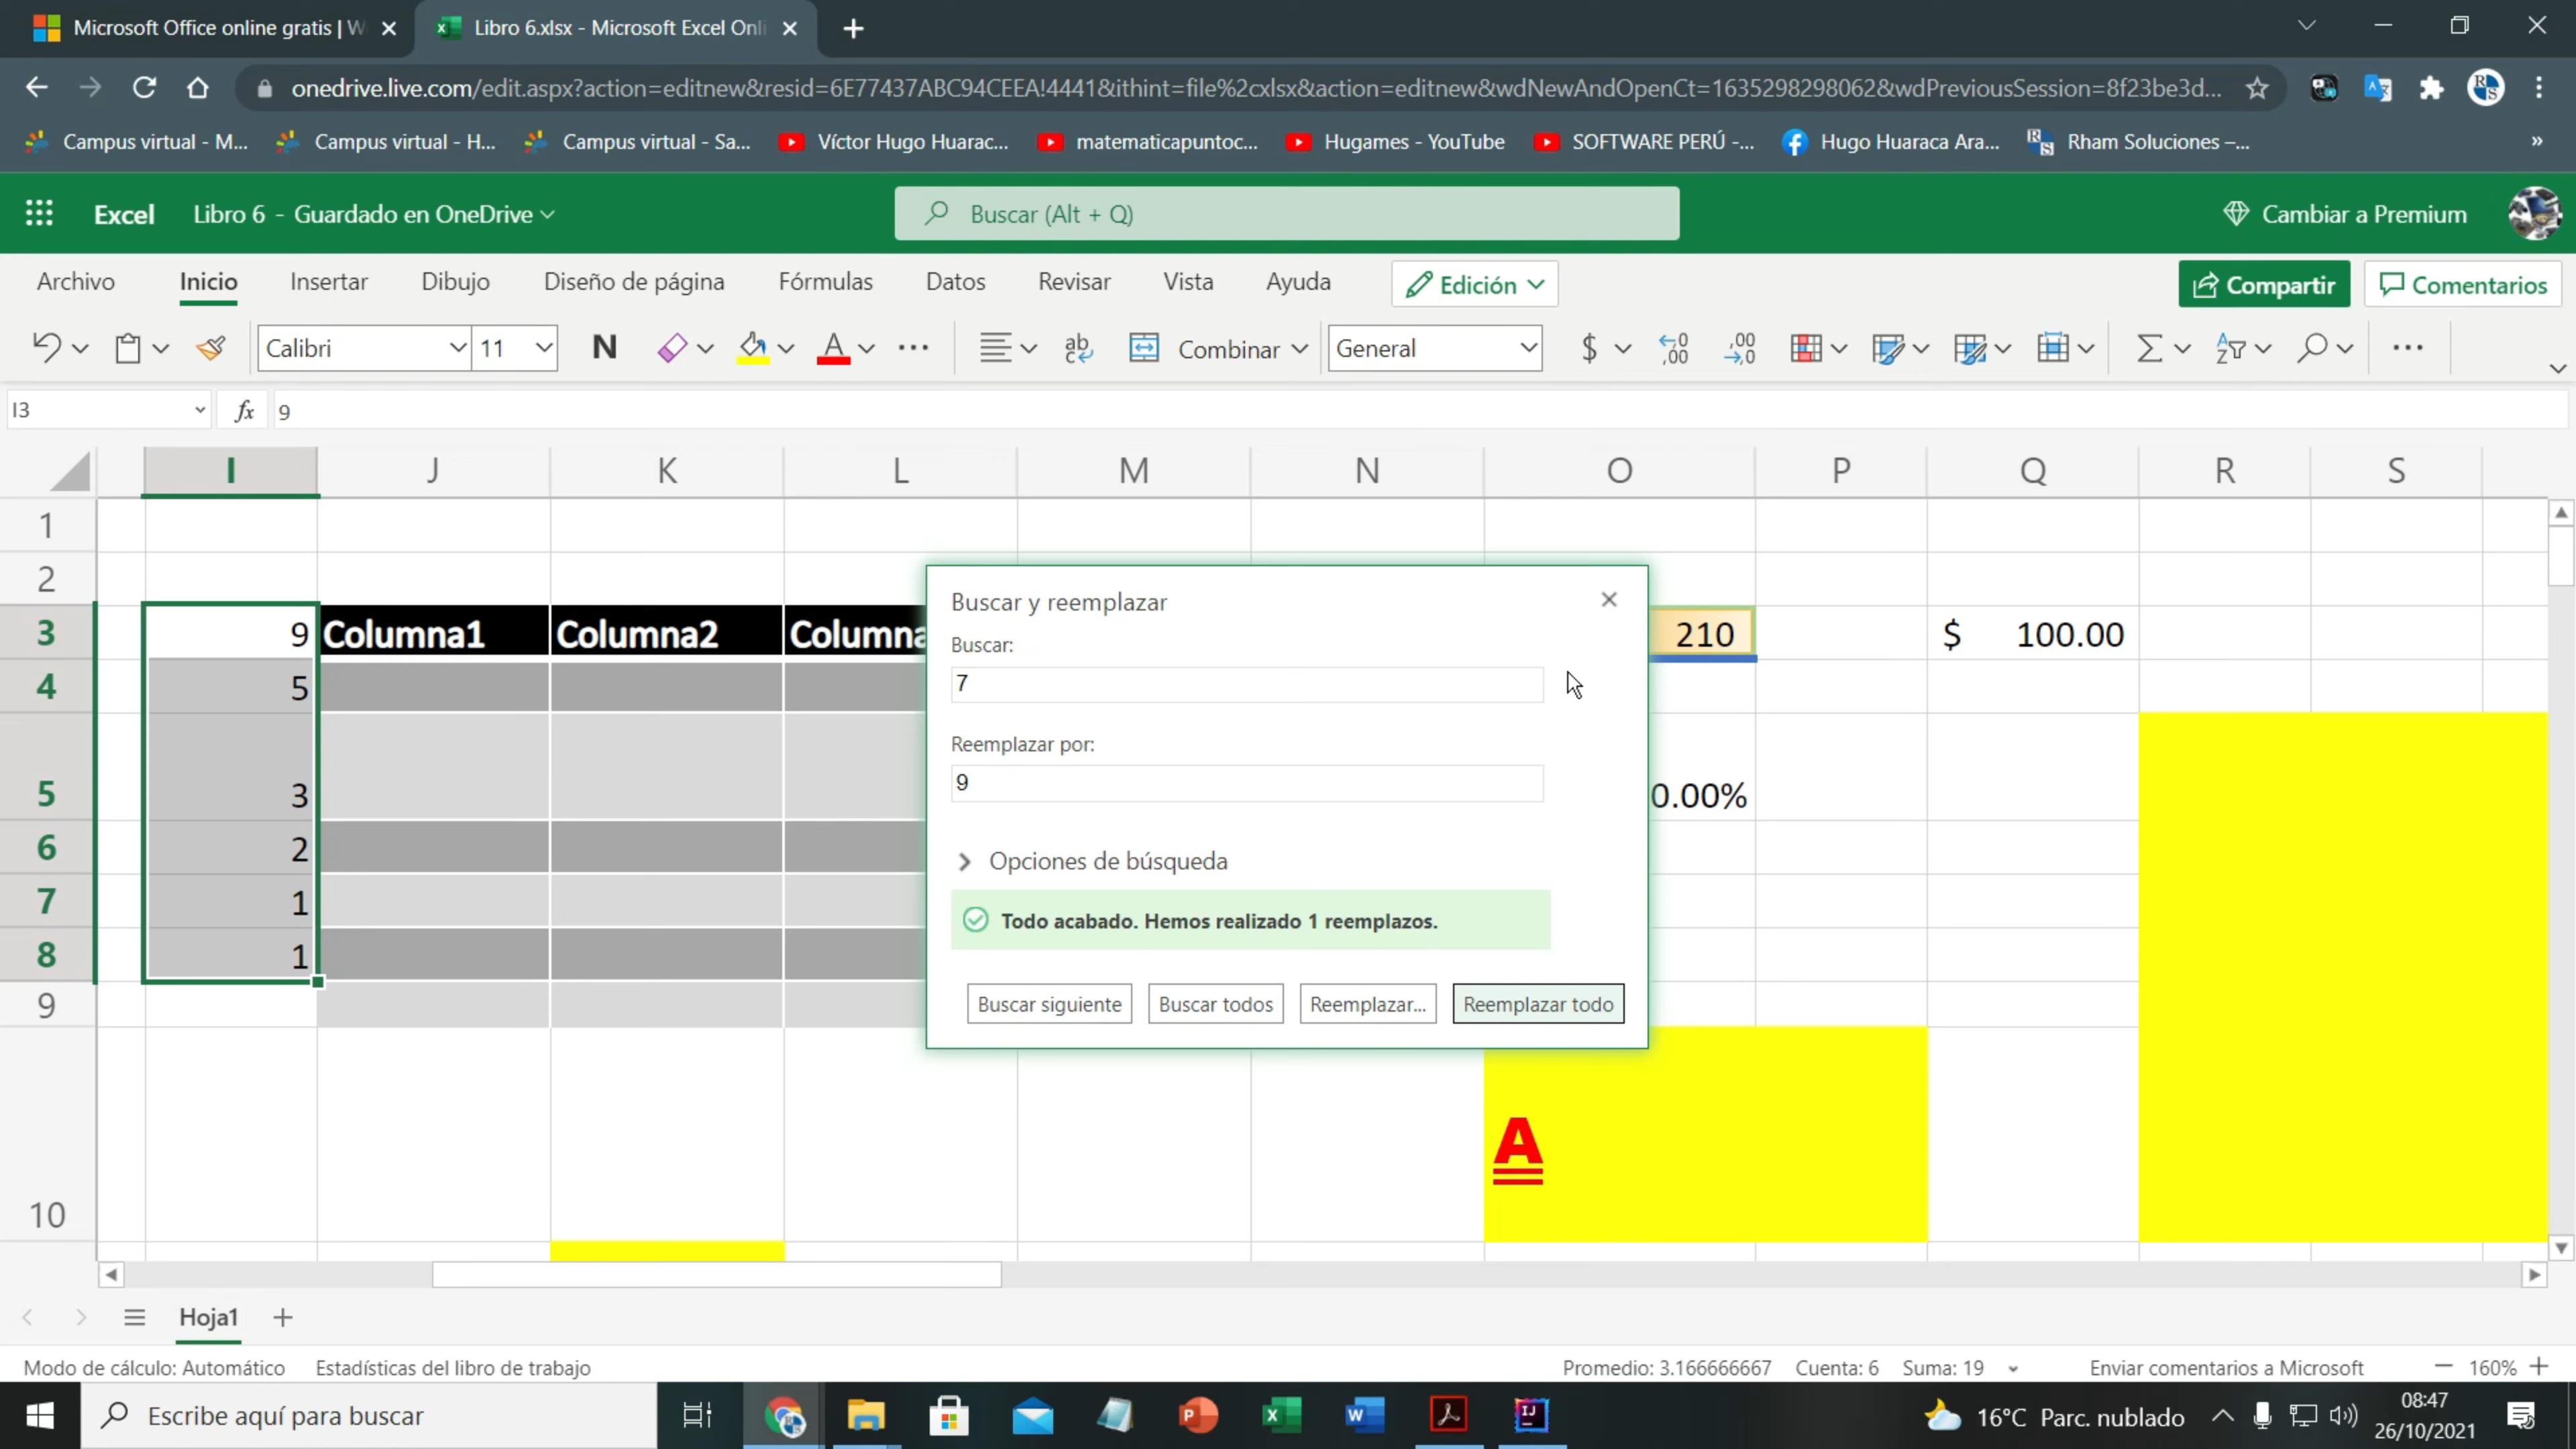 Microsoft Office online gratis | W
Libro 6.xlsx - Microsoft Excel Onli
onedrive.live.com/edit.aspx?action=editnew&resid=6E77437ABC94CEEA!4441&ithint=file%2cxlsx&action=editnew&wdNewAndOpenCt=1635298298062&wdPreviousSession=8f23be3d...
Campus virtual - M... Campus virtual - H... Campus virtual - Sa... Víctor Hugo Huarac... matematicapuntoc... Hugames - YouTube SOFTWARE PERÚ -... Hugo Huaraca Ara... Rham Soluciones –... »
Excel Libro 6 - Guardado en OneDrive Buscar (Alt + Q) Cambiar a Premium
Archivo Inicio Insertar Dibujo Diseño de página Fórmulas Datos Revisar Vista Ayuda Edición Compartir Comentarios
Calibri 11 N A ab c Combinar General $ ←0 ,00 ,00 →0 Σ A Z
I3 fx 9
I J K L M N O P Q R S
1
2
3 9 Columna1 Columna2 Columna 210 $ 100.00
4 5
5 3 0.00%
6 2
7 1
8 1
9
10 A
Buscar y reemplazar
Buscar:
7
Reemplazar por:
9
Opciones de búsqueda
Todo acabado. Hemos realizado 1 reemplazos.
Buscar siguiente Buscar todos Reemplazar... Reemplazar todo
Hoja1
Modo de cálculo: Automático Estadísticas del libro de trabajo Promedio: 3.166666667 Cuenta: 6 Suma: 19 Enviar comentarios a Microsoft 160%
Escribe aquí para buscar 16°C Parc. nublado 08:47
26/10/2021